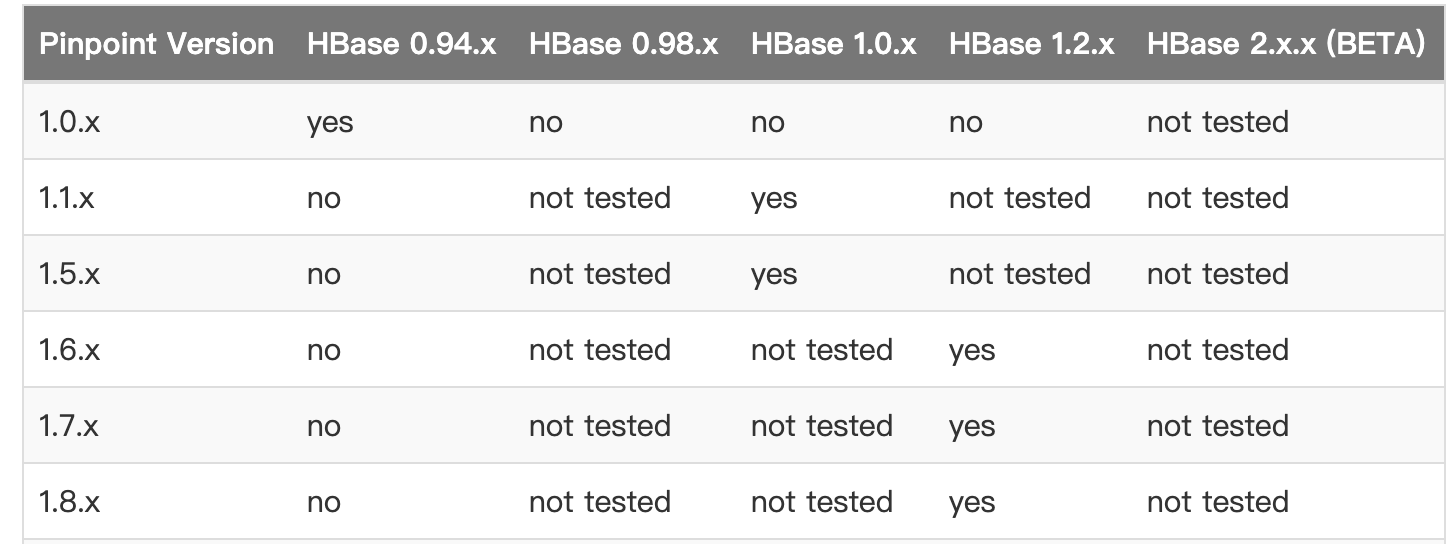 Pinpoint Version HBase 0.94.x HBase 0.98.x HBase 1.0.x HBase 1.2.x HBase 2.x.x (BETA)
1.0.x yes no no no not tested
1.1.x no not tested yes not tested not tested
1.5.x no not tested yes not tested not tested
1.6.x no not tested not tested yes not tested
1.7.x no not tested not tested yes not tested
1.8.x no not tested not tested yes not tested